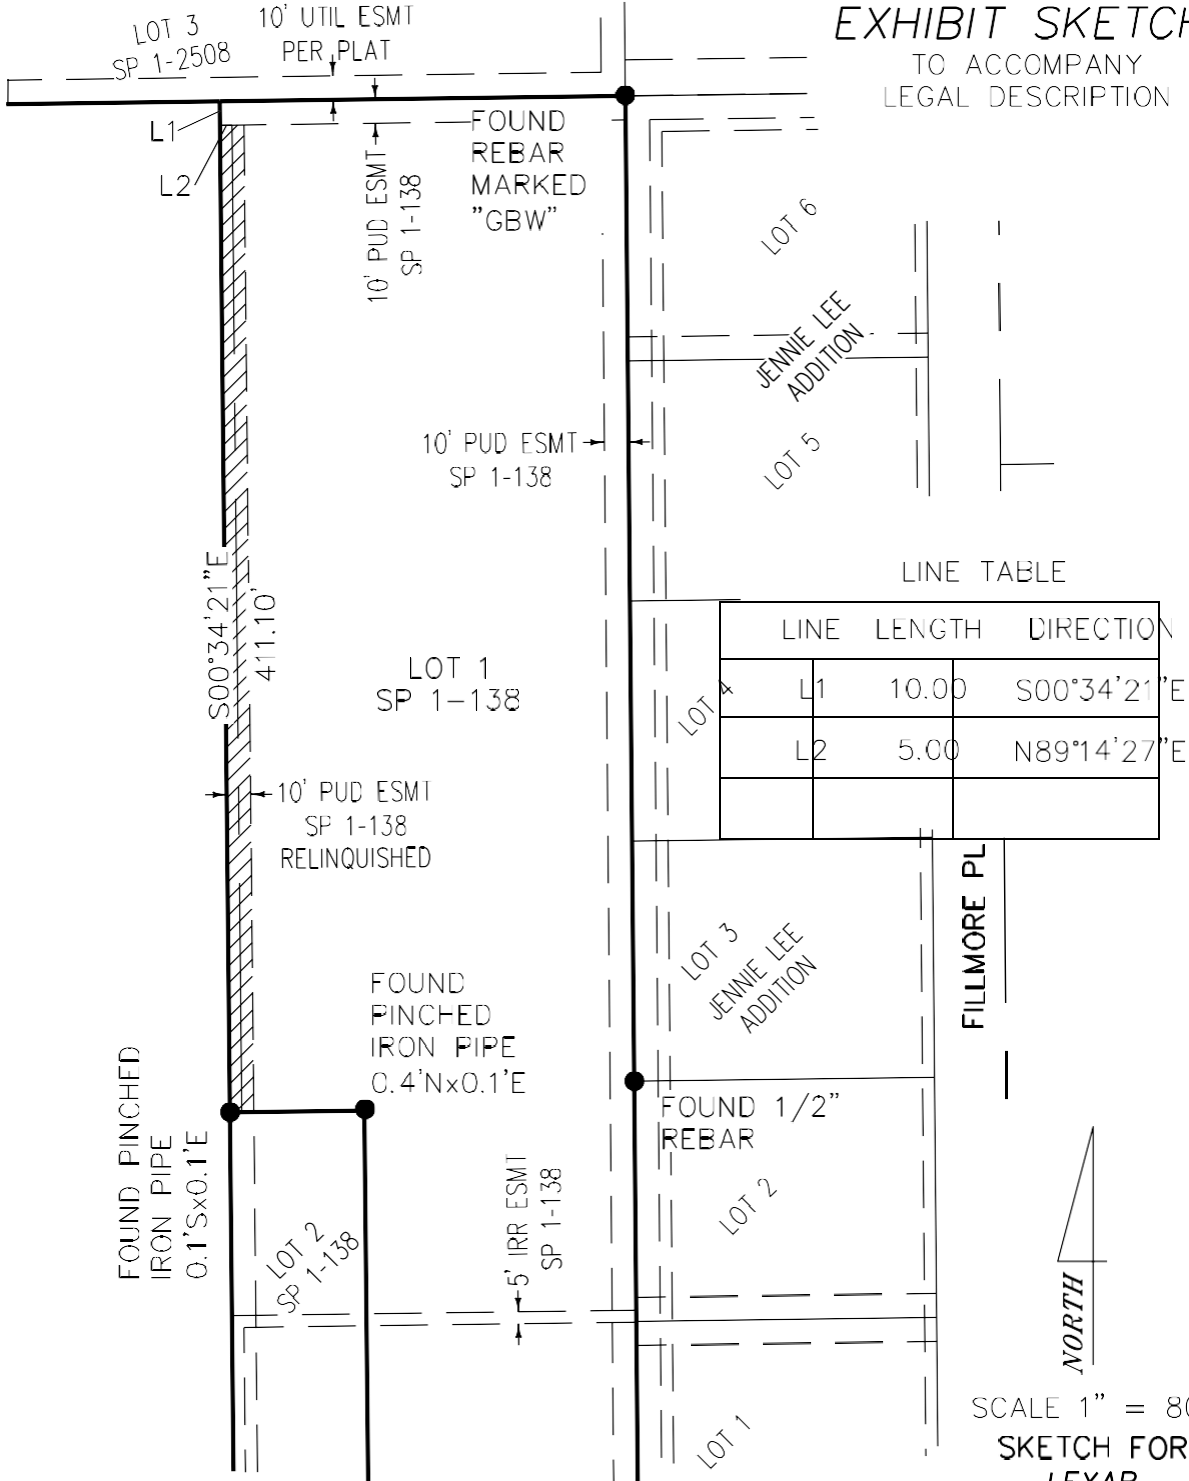 EXHIBIT SKETCH
TO ACCOMPANY
LEGAL DESCRIPTION
LOT 3
SP 1-2508
10' UTIL ESMT
PER PLAT
L1
L2
10' PUD ESMT
SP 1-138
FOUND
REBAR
MARKED
"GBW"
LOT 6
JENNIE LEE
ADDITION
10' PUD ESMT
SP 1-138
LOT 5
S00°34'21"E
411.10'
LOT 1
SP 1-138
LOT 4
LINE TABLE
LINE LENGTH DIRECTION
L1 10.00 S00°34'21"E
L2 5.00 N89°14'27"E
10' PUD ESMT
SP 1-138
RELINQUISHED
FILLMORE PL
LOT 3
JENNIE LEE
ADDITION
FOUND
PINCHED
IRON PIPE
0.4'Nx0.1'E
FOUND PINCHED
IRON PIPE
0.1'Sx0.1'E
FOUND 1/2"
REBAR
LOT 2
SP 1-138
5' IRR ESMT
SP 1-138
LOT 2
NORTH
LOT 1
SCALE 1" = 80
SKETCH FOR
LEXAR